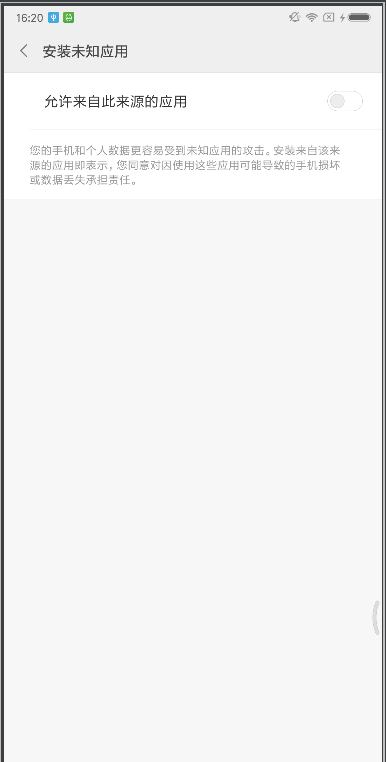 16:20
安装未知应用
允许来自此来源的应用
您的手机和个人数据更容易受到未知应用的攻击。安装来自该来
源的应用即表示，您同意对因使用这些应用可能导致的手机损坏
或数据丢失承担责任。